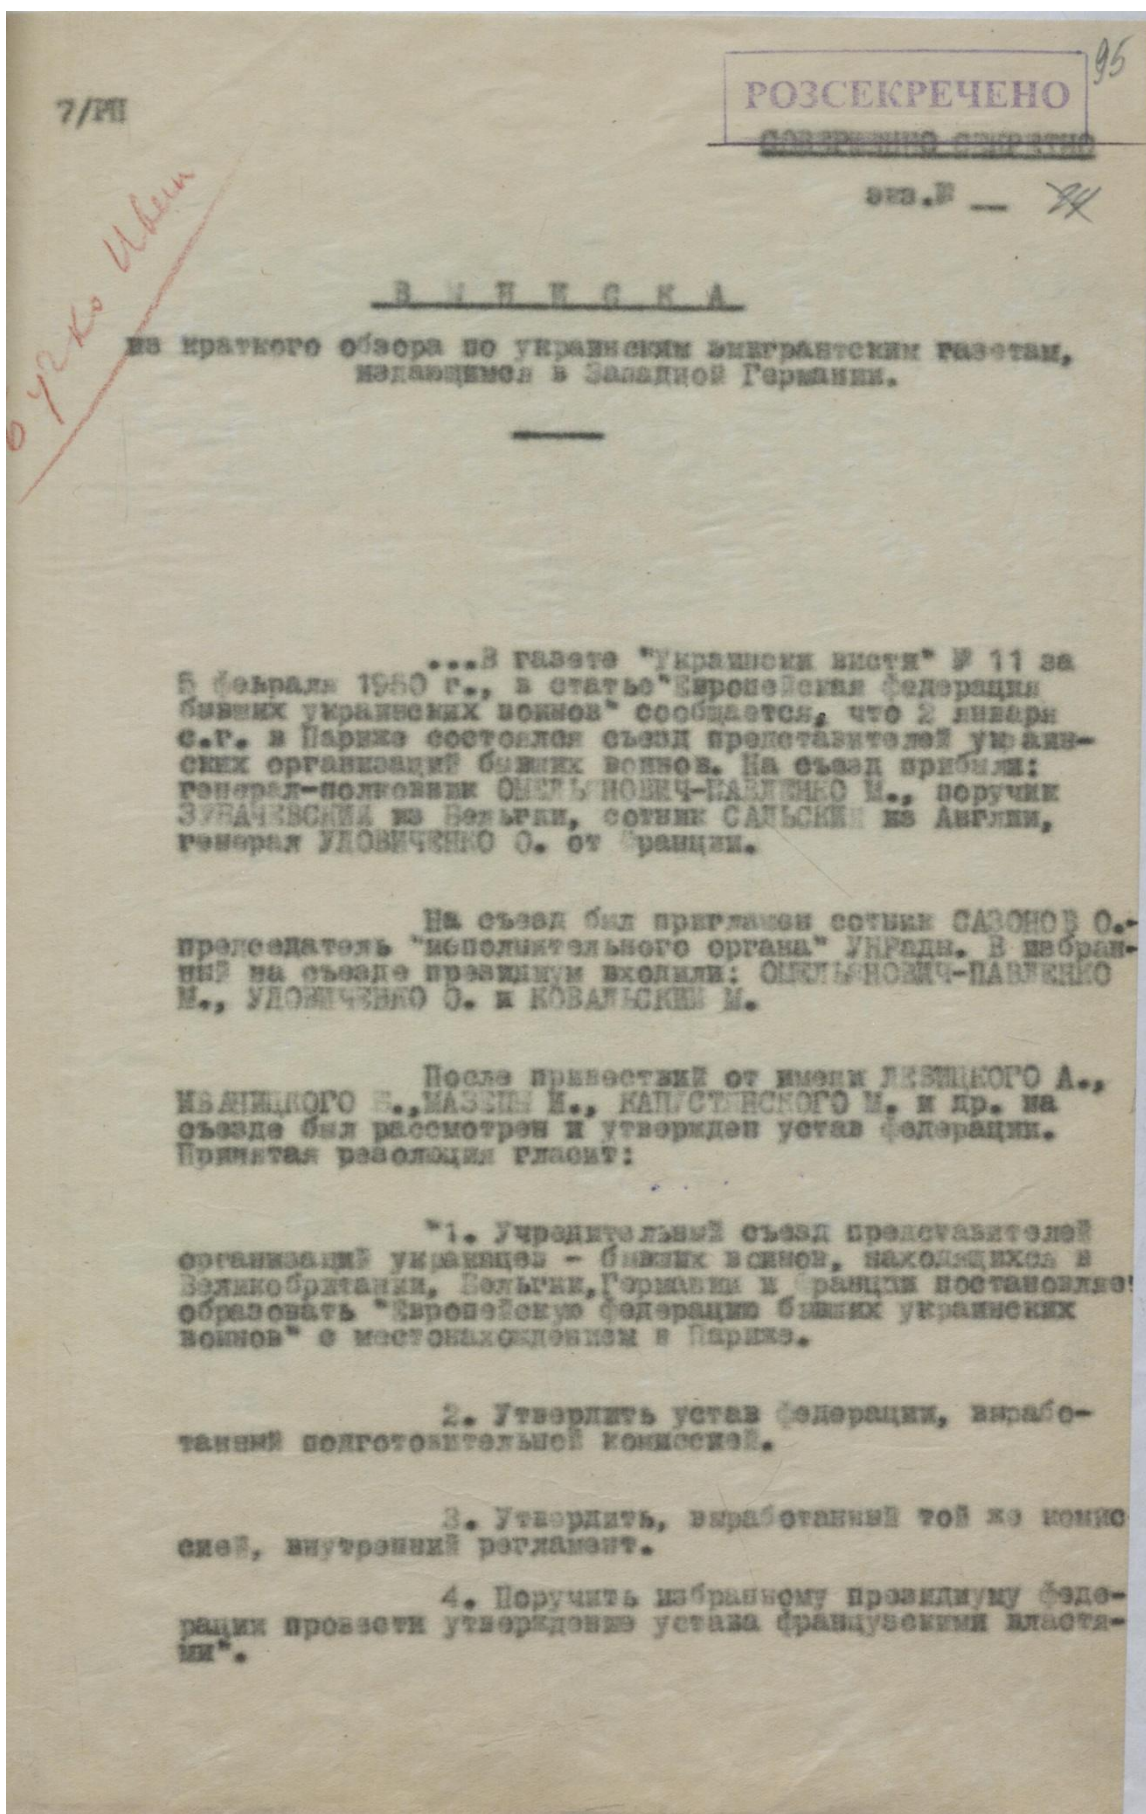 95
7/РП
РОЗСЕКРЕЧЕНО
СОВЕРШЕННО СЕКРЕТНО
экз.№ __ 24
В Ы П И С К А
из краткого обзора по украинским эмигрантским газетам,
издающимся в Западной Германии.
...В газете "Украински висти" № 11 за
5 февраля 1950 г., в статье"Европейская федерация
бывших украинских воинов" сообщается, что 2 января
с.г. в Париже состоялся съезд представителей украин-
ских организаций бывших воинов. На съезд прибыли:
генерал-полковник ОМЕЛЬЯНОВИЧ-ПАВЛЕНКО М., поручик
ЗУБАЧЕВСКИЙ из Бельгии, сотник САЛЬСКИЙ из Англии,
генерал УДОВИЧЕНКО О. от Франции.
На съезд был приглашен сотник САЗОНОВ О.-
председатель "исполнительного органа" УНРады. В избран-
ный на съезде президиум входили: ОМЕЛЬЯНОВИЧ-ПАВЛЕНКО
М., УДОВИЧЕНКО О. и КОВАЛЬСКИЙ М.
После приветствий от имени ЛЕВИЦКОГО А.,
ИВАНИЦКОГО Б.,МАЗЕПЫ И., КАПУСТЯНСКОГО М. и др. на
съезде был рассмотрен и утвержден устав федерации.
Принятая резолюция гласит:
"1. Учредительный съезд представителей
организаций украинцев - бывших воинов, находящихся в
Великобритании, Бельгии,Германии и Франции постановляет
образовать "Европейскую федерацию бывших украинских
воинов" с местонахождением в Париже.
2. Утвердить устав федерации, вырабо-
танный подготовительной комиссией.
3. Утвердить, выработанный той же комис
сией, внутренний регламент.
4. Поручить избранному президиуму феде-
рации провести утверждение устава французскими властя-
ми".